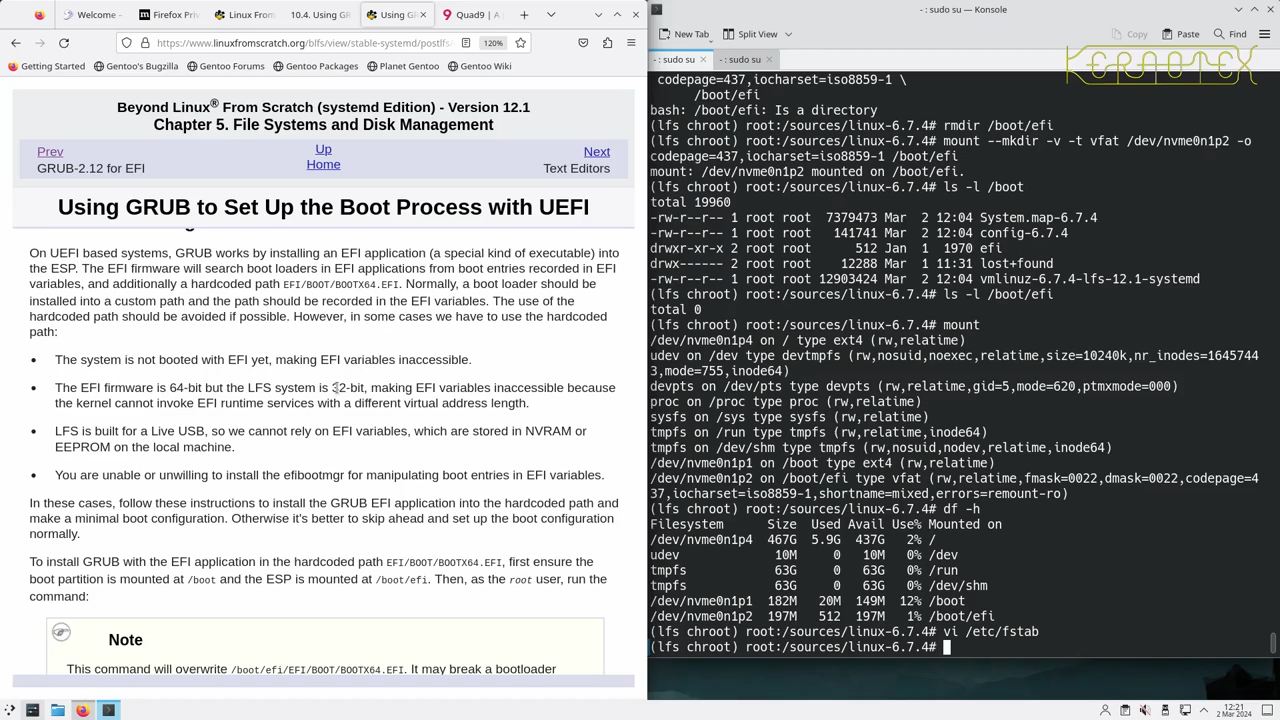 Welcome -
Firefox Priv
Linux From
10.4. Using GR
Using GR
Quad9 | A
https://www.linuxfromscratch.org/blfs/view/stable-systemd/postlfs/
120%
Getting Started
Gentoo's Bugzilla
Gentoo Forums
Gentoo Packages
Planet Gentoo
Gentoo Wiki
Beyond Linux® From Scratch (systemd Edition) - Version 12.1
Chapter 5. File Systems and Disk Management
Prev
Up
Next
GRUB-2.12 for EFI
Home
Text Editors
Using GRUB to Set Up the Boot Process with UEFI
On UEFI based systems, GRUB works by installing an EFI application (a special kind of executable) into
the ESP. The EFI firmware will search boot loaders in EFI applications from boot entries recorded in EFI
variables, and additionally a hardcoded path EFI/BOOT/BOOTX64.EFI. Normally, a boot loader should be
installed into a custom path and the path should be recorded in the EFI variables. The use of the
hardcoded path should be avoided if possible. However, in some cases we have to use the hardcoded
path:
• The system is not booted with EFI yet, making EFI variables inaccessible.
• The EFI firmware is 64-bit but the LFS system is 32-bit, making EFI variables inaccessible because
the kernel cannot invoke EFI runtime services with a different virtual address length.
• LFS is built for a Live USB, so we cannot rely on EFI variables, which are stored in NVRAM or
EEPROM on the local machine.
• You are unable or unwilling to install the efibootmgr for manipulating boot entries in EFI variables.
In these cases, follow these instructions to install the GRUB EFI application into the hardcoded path and
make a minimal boot configuration. Otherwise it's better to skip ahead and set up the boot configuration
normally.
To install GRUB with the EFI application in the hardcoded path EFI/BOOT/BOOTX64.EFI, first ensure the
boot partition is mounted at /boot and the ESP is mounted at /boot/efi. Then, as the root user, run the
command:
Note
This command will overwrite /boot/efi/EFI/BOOT/BOOTX64.EFI. It may break a bootloader
- : sudo su — Konsole
New Tab
Split View
Copy
Paste
Find
- : sudo su
- : sudo su
KERNOTEX
codepage=437,iocharset=iso8859-1 \
/boot/efi
bash: /boot/efi: Is a directory
(lfs chroot) root:/sources/linux-6.7.4# rmdir /boot/efi
(lfs chroot) root:/sources/linux-6.7.4# mount --mkdir -v -t vfat /dev/nvme0n1p2 -o
codepage=437,iocharset=iso8859-1 /boot/efi
mount: /dev/nvme0n1p2 mounted on /boot/efi.
(lfs chroot) root:/sources/linux-6.7.4# ls -l /boot
total 19960
-rw-r--r-- 1 root root  7379473 Mar  2 12:04 System.map-6.7.4
-rw-r--r-- 1 root root   141741 Mar  2 12:04 config-6.7.4
drwxr-xr-x 2 root root      512 Jan  1  1970 efi
drwx------ 2 root root    12288 Mar  1 11:31 lost+found
-rw-r--r-- 1 root root 12903424 Mar  2 12:04 vmlinuz-6.7.4-lfs-12.1-systemd
(lfs chroot) root:/sources/linux-6.7.4# ls -l /boot/efi
total 0
(lfs chroot) root:/sources/linux-6.7.4# mount
/dev/nvme0n1p4 on / type ext4 (rw,relatime)
udev on /dev type devtmpfs (rw,nosuid,noexec,relatime,size=10240k,nr_inodes=1645744
3,mode=755,inode64)
devpts on /dev/pts type devpts (rw,relatime,gid=5,mode=620,ptmxmode=000)
proc on /proc type proc (rw,relatime)
sysfs on /sys type sysfs (rw,relatime)
tmpfs on /run type tmpfs (rw,relatime,inode64)
tmpfs on /dev/shm type tmpfs (rw,nosuid,nodev,relatime,inode64)
/dev/nvme0n1p1 on /boot type ext4 (rw,relatime)
/dev/nvme0n1p2 on /boot/efi type vfat (rw,relatime,fmask=0022,dmask=0022,codepage=4
37,iocharset=iso8859-1,shortname=mixed,errors=remount-ro)
(lfs chroot) root:/sources/linux-6.7.4# df -h
Filesystem      Size  Used Avail Use% Mounted on
/dev/nvme0n1p4  467G  5.9G  437G   2% /
udev             10M     0   10M   0% /dev
tmpfs            63G     0   63G   0% /run
tmpfs            63G     0   63G   0% /dev/shm
/dev/nvme0n1p1  182M   20M  149M  12% /boot
/dev/nvme0n1p2  197M   512  197M   1% /boot/efi
(lfs chroot) root:/sources/linux-6.7.4# vi /etc/fstab
(lfs chroot) root:/sources/linux-6.7.4#
12:21
2 Mar 2024